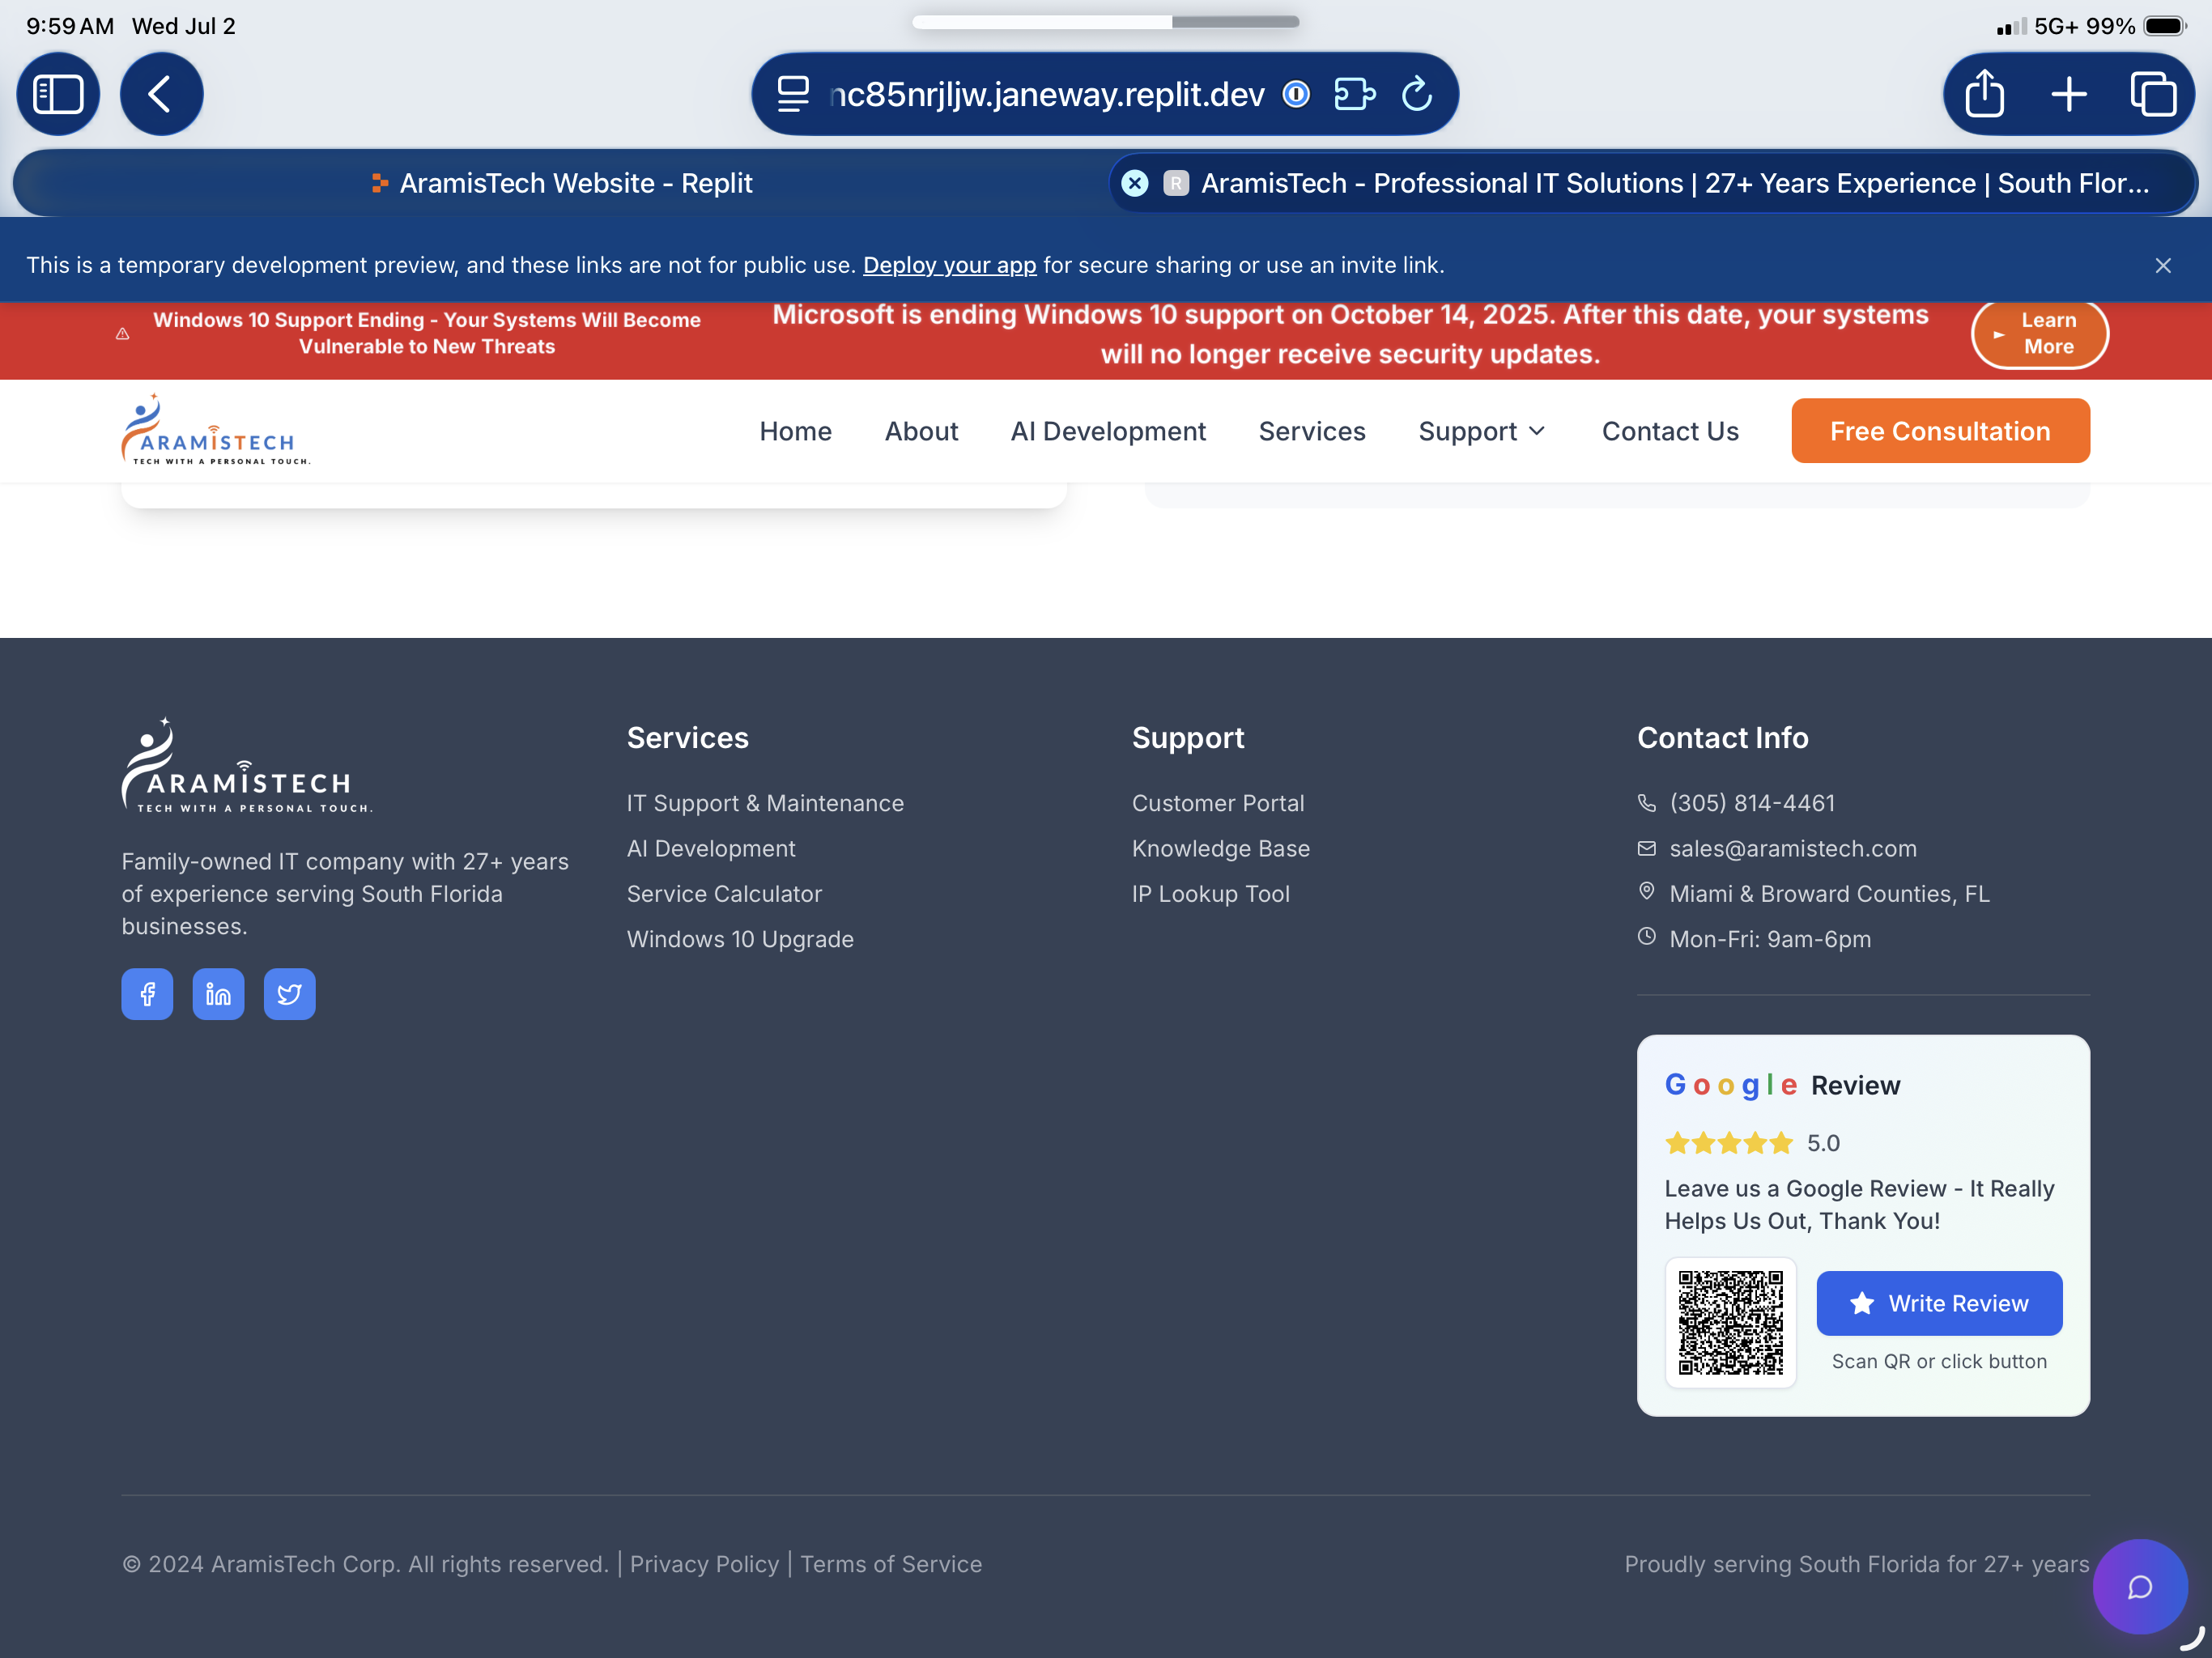 9:59 AM Wed Jul 2
5G+ 99%
nc85nrjljw.janeway.replit.dev
AramisTech Website - Replit
R AramisTech - Professional IT Solutions | 27+ Years Experience | South Flor...
This is a temporary development preview, and these links are not for public use. Deploy your app for secure sharing or use an invite link.
Windows 10 Support Ending - Your Systems Will Become
Vulnerable to New Threats
Microsoft is ending Windows 10 support on October 14, 2025. After this date, your systems
will no longer receive security updates.
Learn
More
ARAMISTECH
TECH WITH A PERSONAL TOUCH.
Home
About
AI Development
Services
Support
Contact Us
Free Consultation
ARAMISTECH
TECH WITH A PERSONAL TOUCH.
Family-owned IT company with 27+ years
of experience serving South Florida
businesses.
Services
IT Support & Maintenance
AI Development
Service Calculator
Windows 10 Upgrade
Support
Customer Portal
Knowledge Base
IP Lookup Tool
Contact Info
(305) 814-4461
sales@aramistech.com
Miami & Broward Counties, FL
Mon-Fri: 9am-6pm
Google Review
5.0
Leave us a Google Review - It Really
Helps Us Out, Thank You!
Write Review
Scan QR or click button
© 2024 AramisTech Corp. All rights reserved. | Privacy Policy | Terms of Service
Proudly serving South Florida for 27+ years